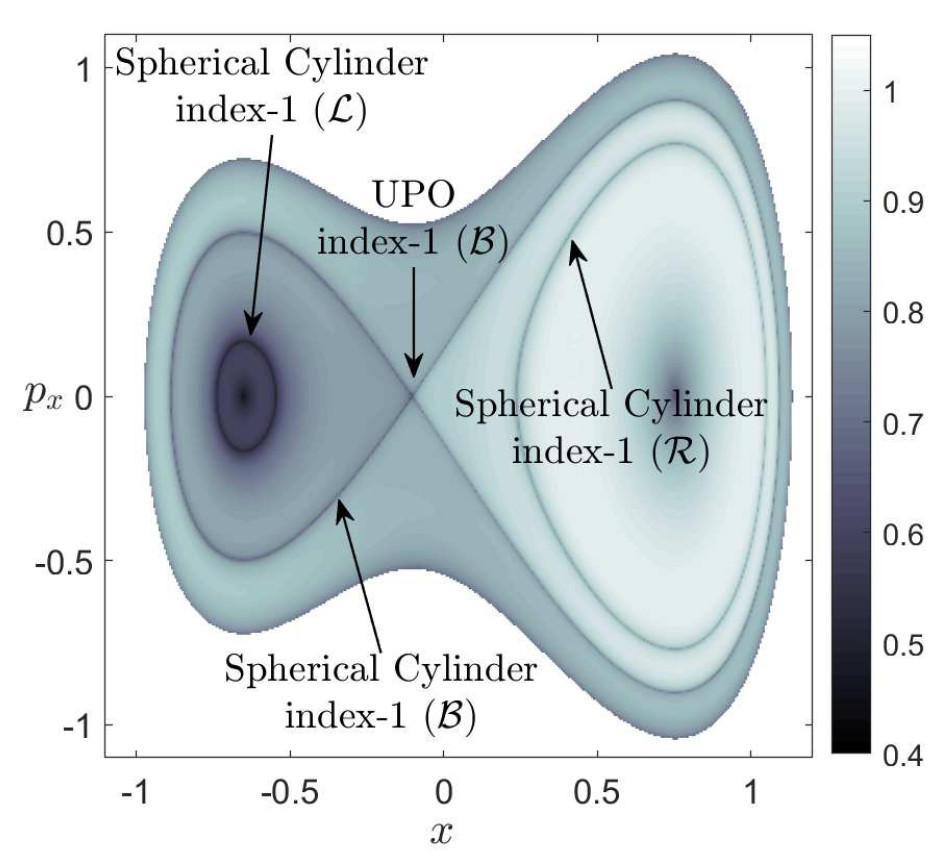 Spherical Cylinder
index-1 (ℒ)
UPO
index-1 (ℬ)
Spherical Cylinder
index-1 (ℛ)
Spherical Cylinder
index-1 (ℬ)
1
0.5
pₓ 0
-0.5
-1
-1 -0.5 0 0.5 1
x
1
0.9
0.8
0.7
0.6
0.5
0.4